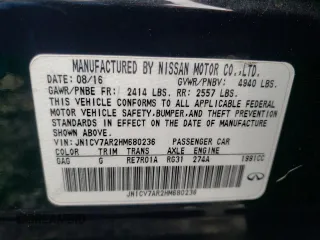 MANUFACTURED BY NISSAN MOTOR CO.,LTD.
DATE: 08/16 GVWR/PNBV: 4940 LBS.
GAWR/PNBE FR: 2414 LBS. RR: 2557 LBS.
THIS VEHICLE CONFORMS TO ALL APPLICABLE
FEDERAL MOTOR VEHICLE SAFETY, BUMPER, AND THEFT PREVENTION
STANDARDS IN EFFECT ON THE DATE OF MANUFACTURE SHOWN ABOVE.
VIN: JN1CV7AR2HM680236 PASSENGER CAR
COLOR TRIM TRANS AXLE ENGINE
GAG G RE7R01A RG31 274A 1991CC
JN1CV7AR2HM680236